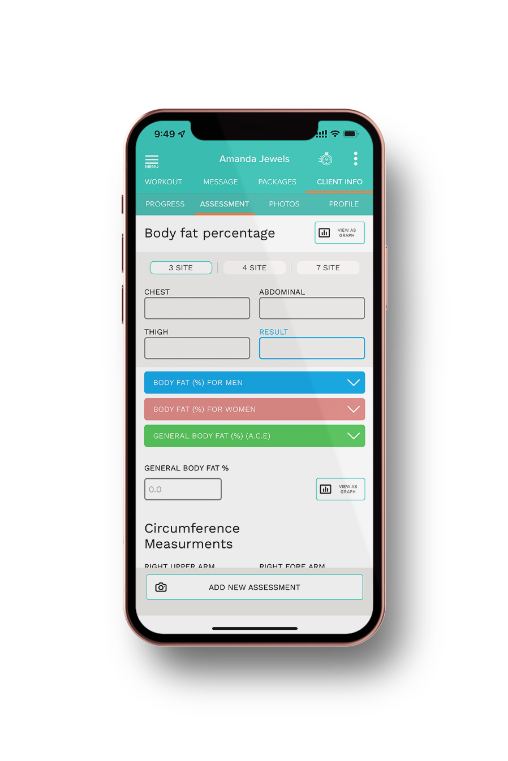 9:49
Amanda Jewels
MENU
WORKOUT MESSAGE PACKAGES CLIENT INFO
PROGRESS ASSESSMENT PHOTOS PROFILE
Body fat percentage
VIEW AS
GRAPH
3 SITE 4 SITE 7 SITE
CHEST ABDOMINAL
THIGH RESULT
BODY FAT (%) FOR MEN
BODY FAT (%) FOR WOMEN
GENERAL BODY FAT (%) (A.C.E)
GENERAL BODY FAT %
0.0
VIEW AS
GRAPH
Circumference
Measurments
RIGHT UPPER ARM RIGHT FORE ARM
ADD NEW ASSESSMENT